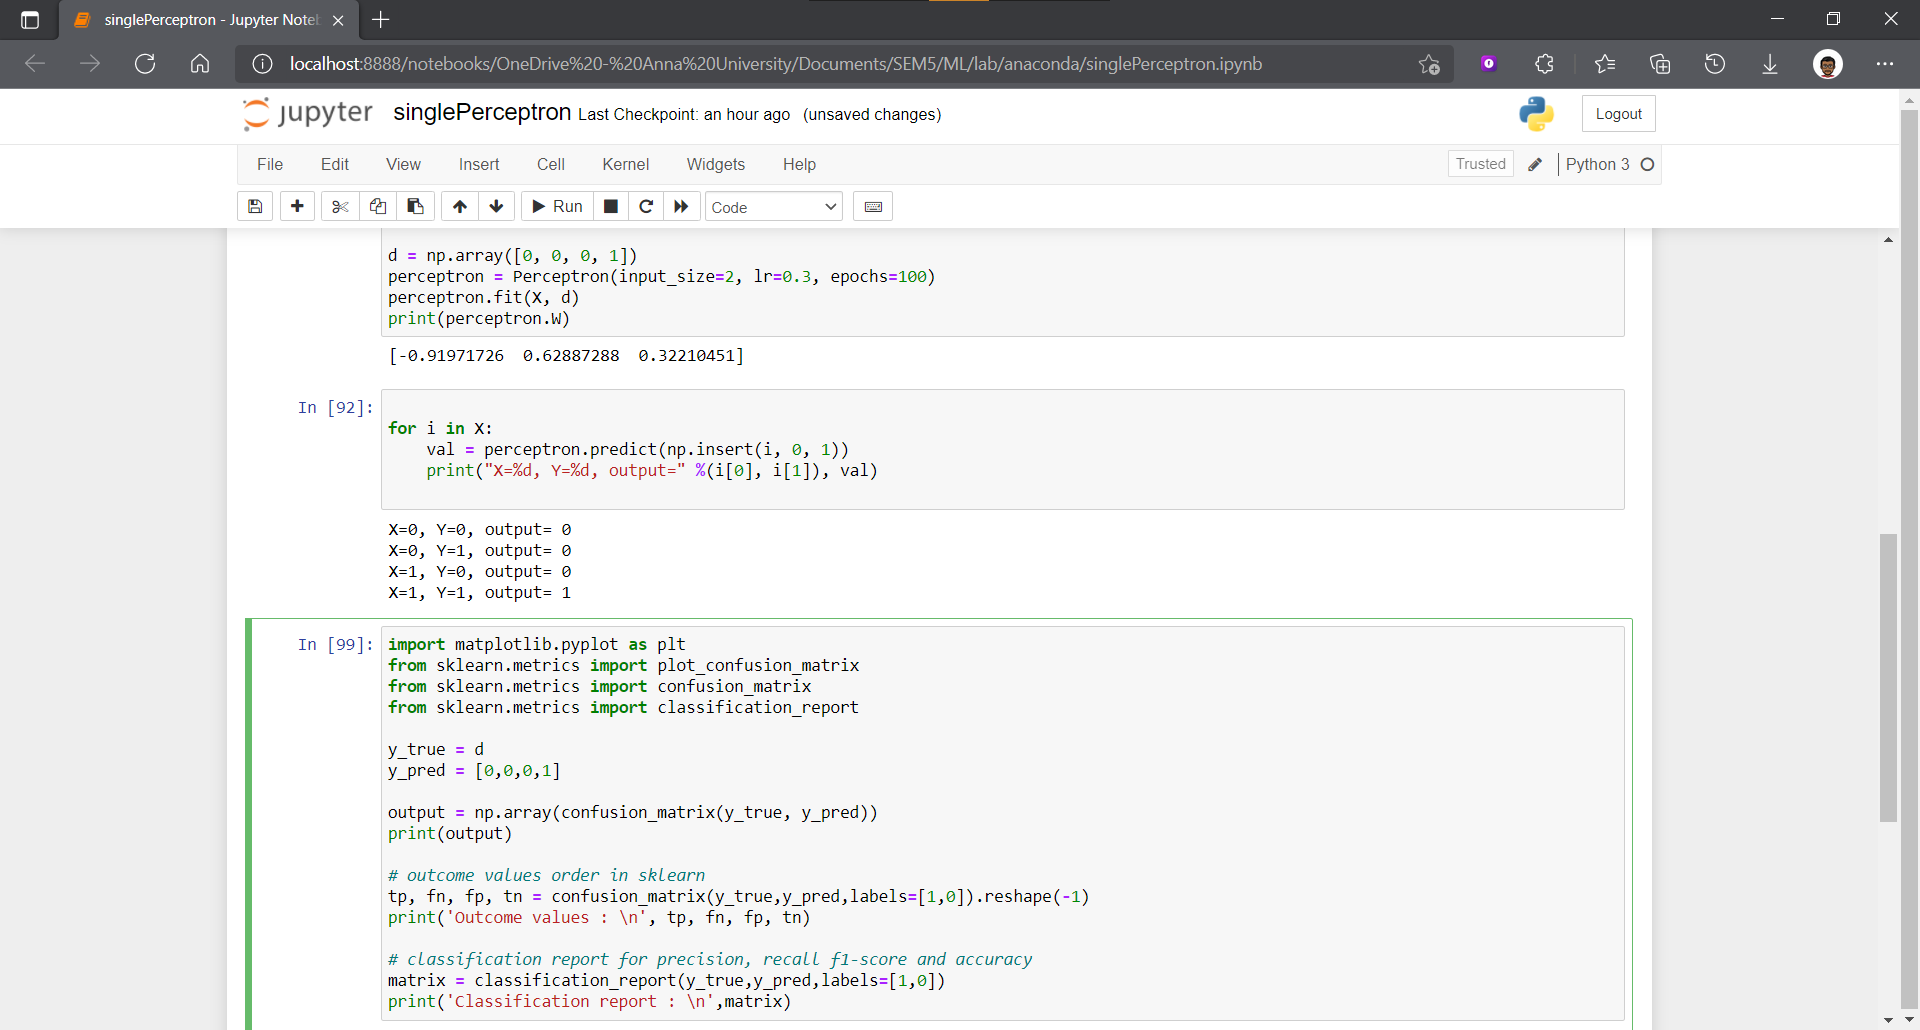 singlePerceptron - Jupyter Note
localhost:8888/notebooks/OneDrive%20-%20Anna%20University/Documents/SEM5/ML/lab/anaconda/singlePerceptron.ipynb
jupyter singlePerceptron Last Checkpoint: an hour ago (unsaved changes)
Logout
File Edit View Insert Cell Kernel Widgets Help
Trusted Python 3
Run Code
d = np.array([0, 0, 0, 1])
perceptron = Perceptron(input_size=2, lr=0.3, epochs=100)
perceptron.fit(X, d)
print(perceptron.W)
[-0.91971726  0.62887288  0.32210451]
In [92]:
for i in X:
    val = perceptron.predict(np.insert(i, 0, 1))
    print("X=%d, Y=%d, output=" %(i[0], i[1]), val)
X=0, Y=0, output= 0
X=0, Y=1, output= 0
X=1, Y=0, output= 0
X=1, Y=1, output= 1
In [99]: import matplotlib.pyplot as plt
from sklearn.metrics import plot_confusion_matrix
from sklearn.metrics import confusion_matrix
from sklearn.metrics import classification_report
y_true = d
y_pred = [0,0,0,1]
output = np.array(confusion_matrix(y_true, y_pred))
print(output)
# outcome values order in sklearn
tp, fn, fp, tn = confusion_matrix(y_true,y_pred,labels=[1,0]).reshape(-1)
print('Outcome values : \n', tp, fn, fp, tn)
# classification report for precision, recall f1-score and accuracy
matrix = classification_report(y_true,y_pred,labels=[1,0])
print('Classification report : \n',matrix)